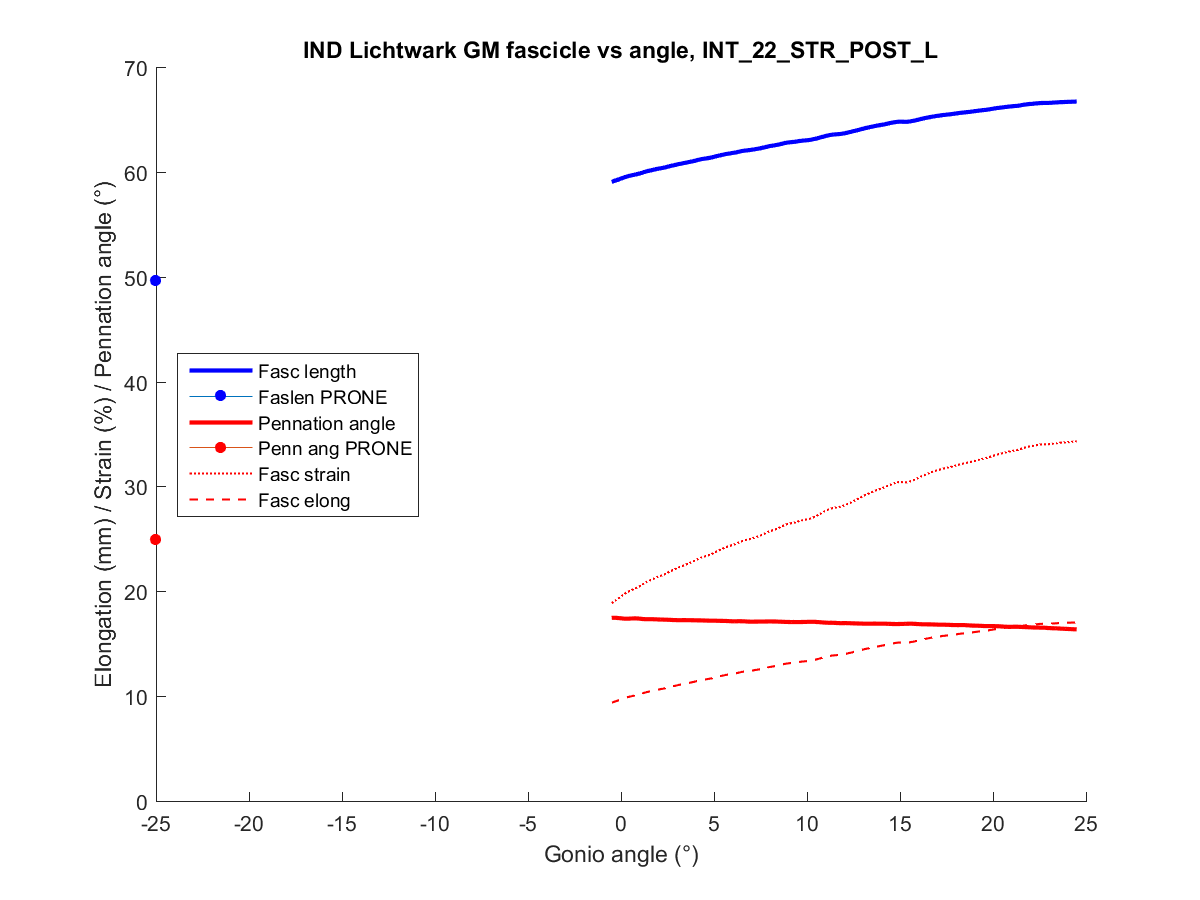 IND Lichtwark GM fascicle vs angle, INT_22_STR_POST_L
Elongation (mm) / Strain (%) / Pennation angle (°)
70
60
50
40
30
20
10
0
Fasc length
Faslen PRONE
Pennation angle
Penn ang PRONE
Fasc strain
Fasc elong
-25 -20 -15 -10 -5 0 5 10 15 20 25
Gonio angle (°)